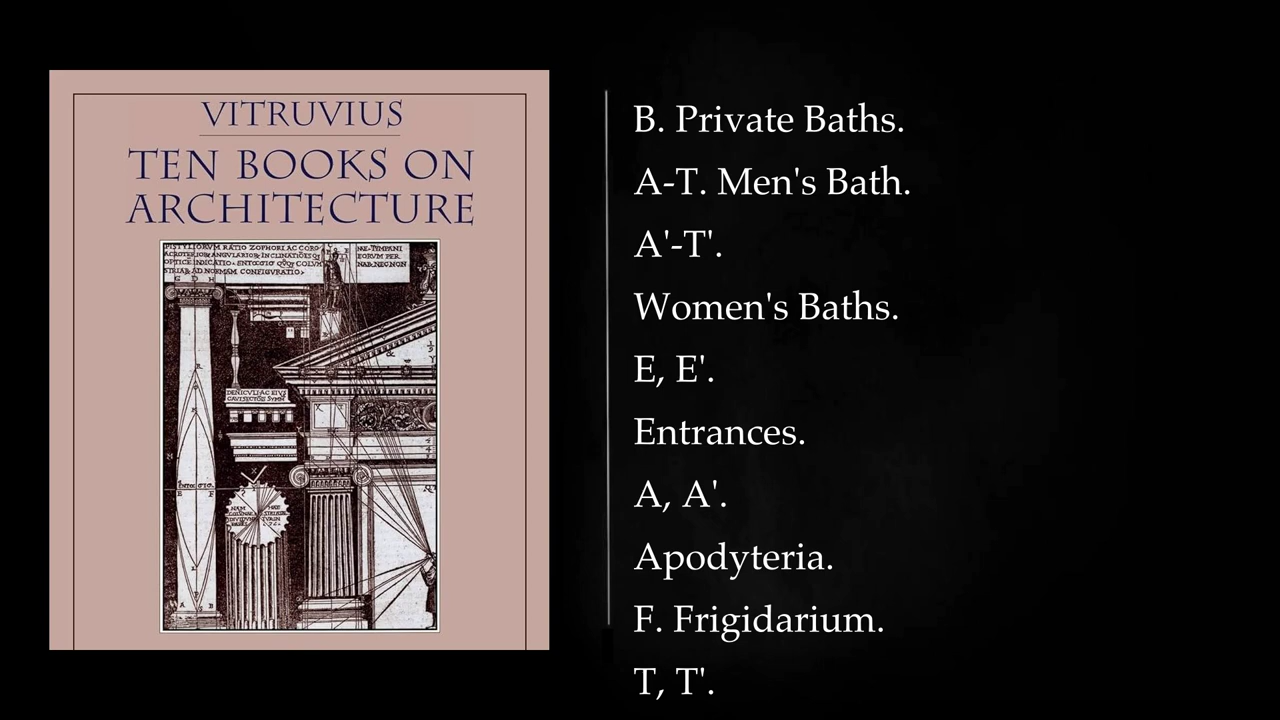 VITRUVIUS
TEN BOOKS ON
ARCHITECTURE
B. Private Baths.
A-T. Men's Bath.
A'-T'.
Women's Baths.
E, E'.
Entrances.
A, A'.
Apodyteria.
F. Frigidarium.
T, T'.